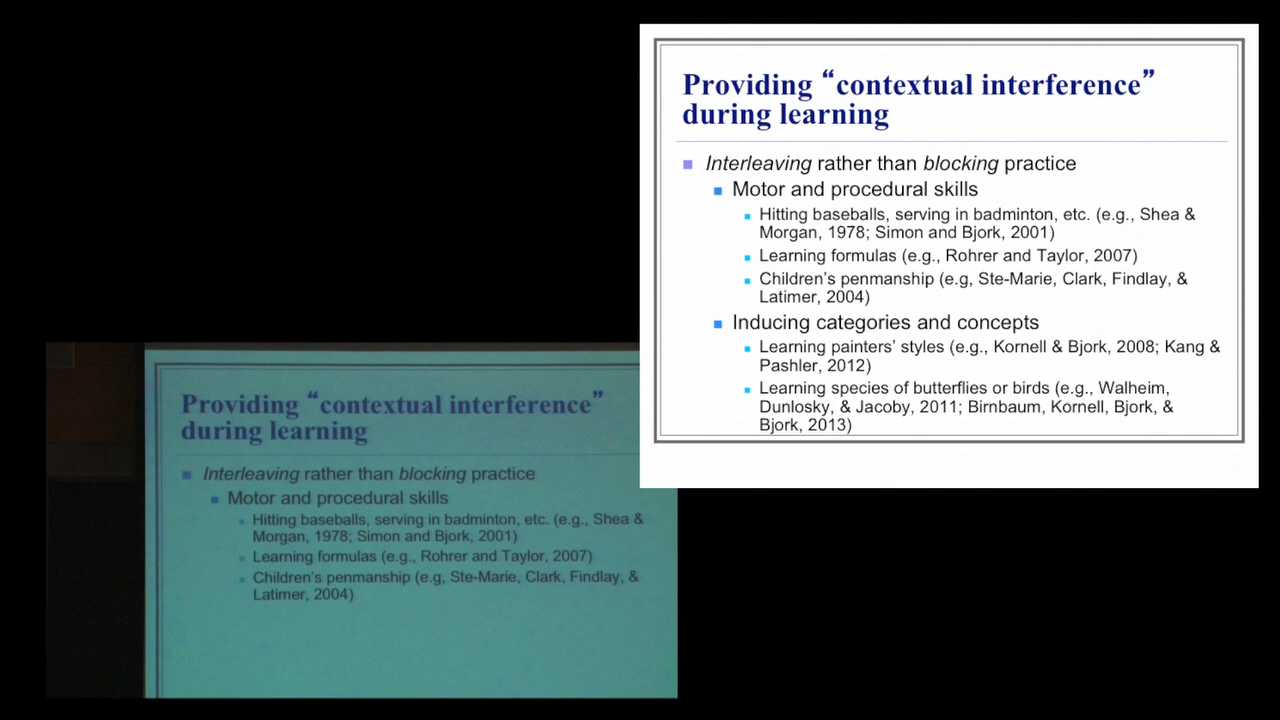 Providing “contextual interference”
during learning
Interleaving rather than blocking practice
Motor and procedural skills
Hitting baseballs, serving in badminton, etc. (e.g., Shea &
Morgan, 1978; Simon and Bjork, 2001)
Learning formulas (e.g., Rohrer and Taylor, 2007)
Children’s penmanship (e.g, Ste-Marie, Clark, Findlay, &
Latimer, 2004)
Inducing categories and concepts
Learning painters’ styles (e.g., Kornell & Bjork, 2008; Kang &
Pashler, 2012)
Learning species of butterflies or birds (e.g., Walheim,
Dunlosky, & Jacoby, 2011; Birnbaum, Kornell, Bjork, &
Bjork, 2013)
Providing “contextual interference”
during learning
Interleaving rather than blocking practice
Motor and procedural skills
Hitting baseballs, serving in badminton, etc. (e.g., Shea &
Morgan, 1978; Simon and Bjork, 2001)
Learning formulas (e.g., Rohrer and Taylor, 2007)
Children’s penmanship (e.g, Ste-Marie, Clark, Findlay, &
Latimer, 2004)